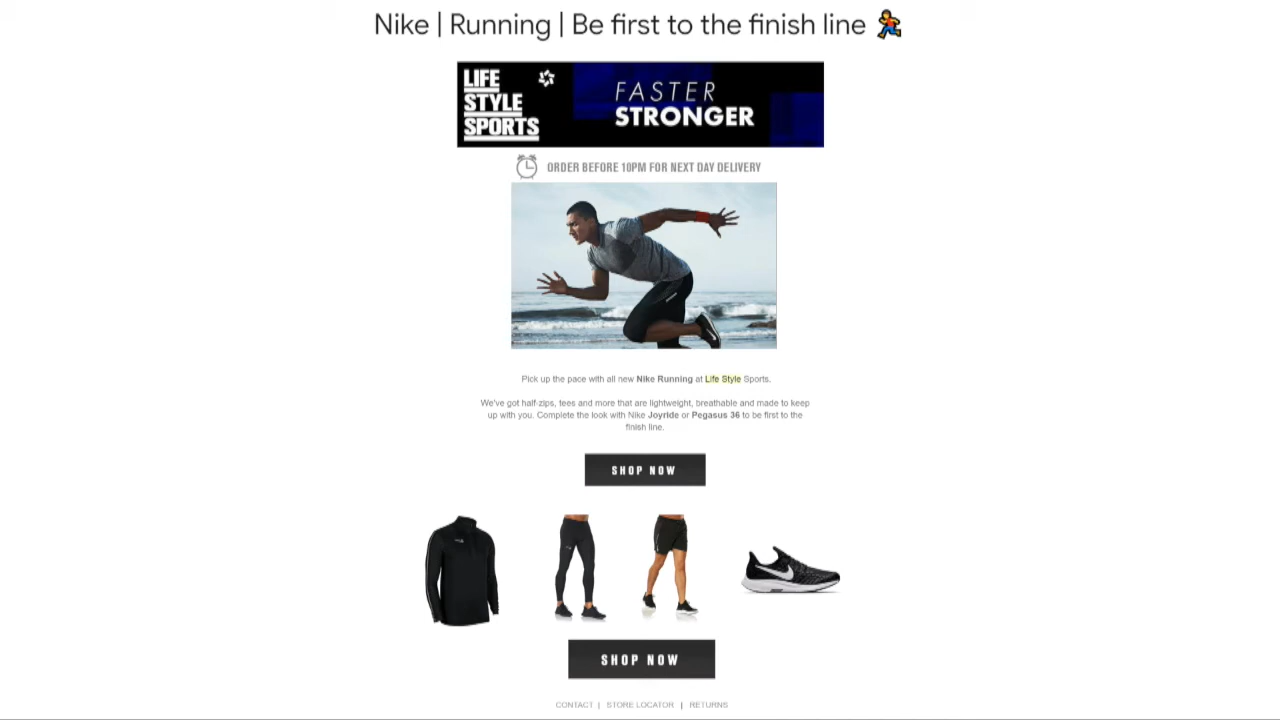 Nike | Running | Be first to the finish line 🏃
LIFE
STYLE
SPORTS
FASTER
STRONGER
ORDER BEFORE 10PM FOR NEXT DAY DELIVERY
Pick up the pace with all new Nike Running at Life Style Sports.
We've got half-zips, tees and more that are lightweight, breathable and made to keep
up with you. Complete the look with Nike Joyride or Pegasus 36 to be first to the
finish line.
SHOP NOW
SHOP NOW
CONTACT | STORE LOCATOR | RETURNS